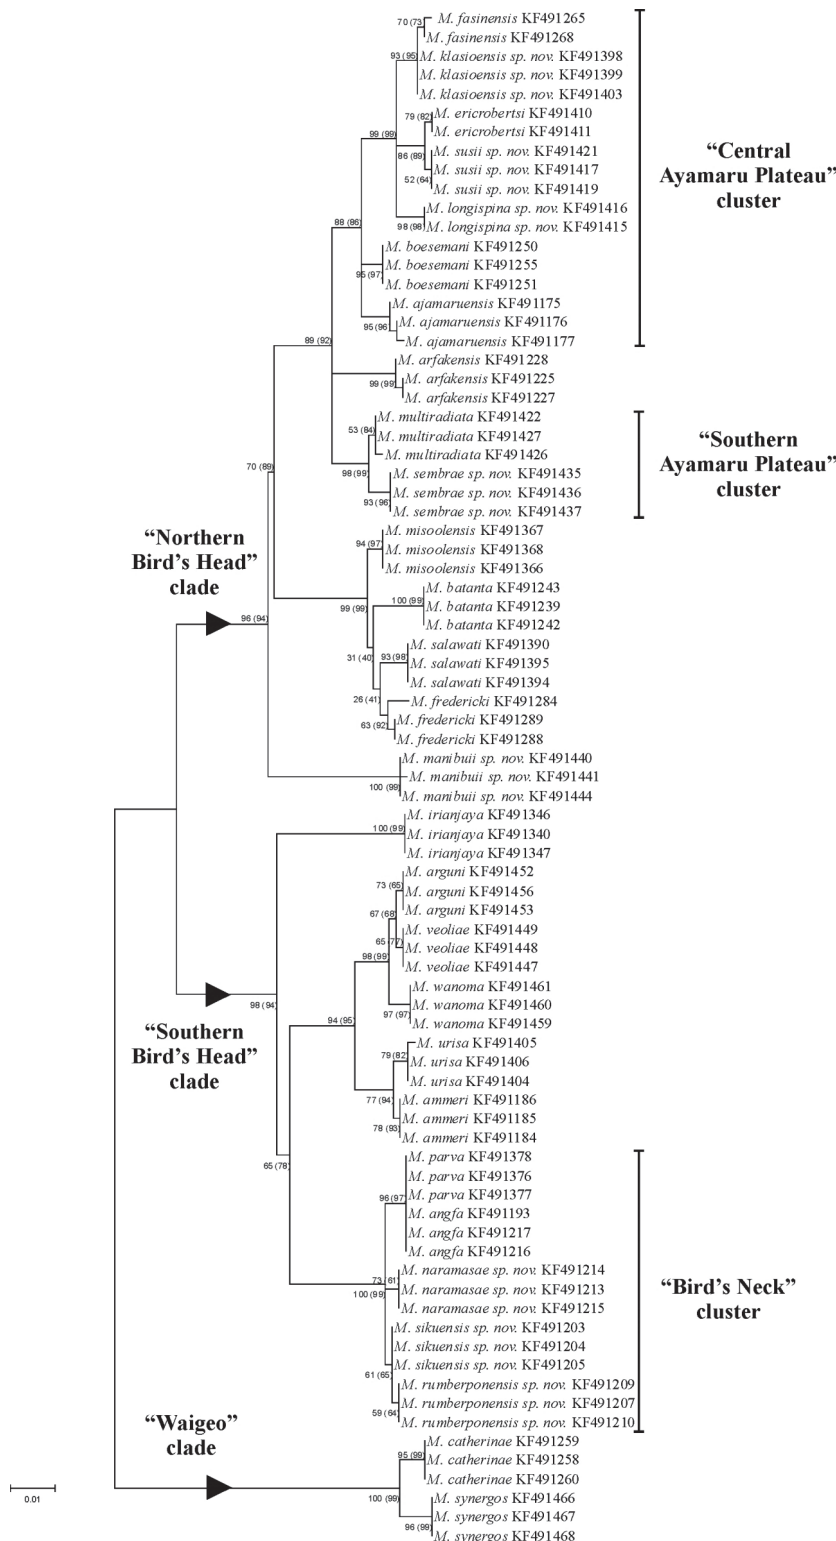 M. fasinensis KF491265
M. fasinensis KF491268
M. klasioensis sp. nov. KF491398
M. klasioensis sp. nov. KF491399
M. klasioensis sp. nov. KF491403
M. ericrobertsi KF491410
M. ericrobertsi KF491411
M. susii sp. nov. KF491421
M. susii sp. nov. KF491417
M. susii sp. nov. KF491419
M. longispina sp. nov. KF491416
M. longispina sp. nov. KF491415
M. boesemani KF491250
M. boesemani KF491255
M. boesemani KF491251
M. ajamaruensis KF491175
M. ajamaruensis KF491176
M. ajamaruensis KF491177
M. arfakensis KF491228
M. arfakensis KF491225
M. arfakensis KF491227
M. multiradiata KF491422
M. multiradiata KF491427
M. multiradiata KF491426
M. sembrae sp. nov. KF491435
M. sembrae sp. nov. KF491436
M. sembrae sp. nov. KF491437
M. misoolensis KF491367
M. misoolensis KF491368
M. misoolensis KF491366
M. batanta KF491243
M. batanta KF491239
M. batanta KF491242
M. salawati KF491390
M. salawati KF491395
M. salawati KF491394
M. fredericki KF491284
M. fredericki KF491289
M. fredericki KF491288
M. manibuii sp. nov. KF491440
M. manibuii sp. nov. KF491441
M. manibuii sp. nov. KF491444
M. irianjaya KF491346
M. irianjaya KF491340
M. irianjaya KF491347
M. arguni KF491452
M. arguni KF491456
M. arguni KF491453
M. veoliae KF491449
M. veoliae KF491448
M. veoliae KF491447
M. wanoma KF491461
M. wanoma KF491460
M. wanoma KF491459
M. urisa KF491405
M. urisa KF491406
M. urisa KF491404
M. ammeri KF491186
M. ammeri KF491185
M. ammeri KF491184
M. parva KF491378
M. parva KF491376
M. parva KF491377
M. angfa KF491193
M. angfa KF491217
M. angfa KF491216
M. naramasae sp. nov. KF491214
M. naramasae sp. nov. KF491213
M. naramasae sp. nov. KF491215
M. sikuensis sp. nov. KF491203
M. sikuensis sp. nov. KF491204
M. sikuensis sp. nov. KF491205
M. rumberponensis sp. nov. KF491209
M. rumberponensis sp. nov. KF491207
M. rumberponensis sp. nov. KF491210
M. catherinae KF491259
M. catherinae KF491258
M. catherinae KF491260
M. synergos KF491466
M. synergos KF491467
M. synergos KF491468
“Central
Ayamaru Plateau”
cluster
“Southern
Ayamaru Plateau”
cluster
“Bird’s Neck”
cluster
“Northern
Bird’s Head”
clade
“Southern
Bird’s Head”
clade
“Waigeo”
clade
70 (73)
93 (95)
79 (82)
99 (99)
86 (89)
52 (64)
98 (98)
88 (86)
95 (97)
95 (96)
89 (92)
99 (99)
53 (84)
70 (89)
98 (99)
93 (96)
94 (97)
100 (99)
99 (99)
96 (94)
31 (40)
93 (98)
26 (41)
63 (92)
100 (99)
100 (99)
73 (65)
67 (68)
65 (77)
98 (99)
98 (94)
97 (97)
94 (95)
79 (82)
77 (94)
78 (93)
65 (78)
96 (97)
73 (61)
100 (99)
61 (65)
59 (64)
95 (99)
100 (99)
96 (99)
0.01